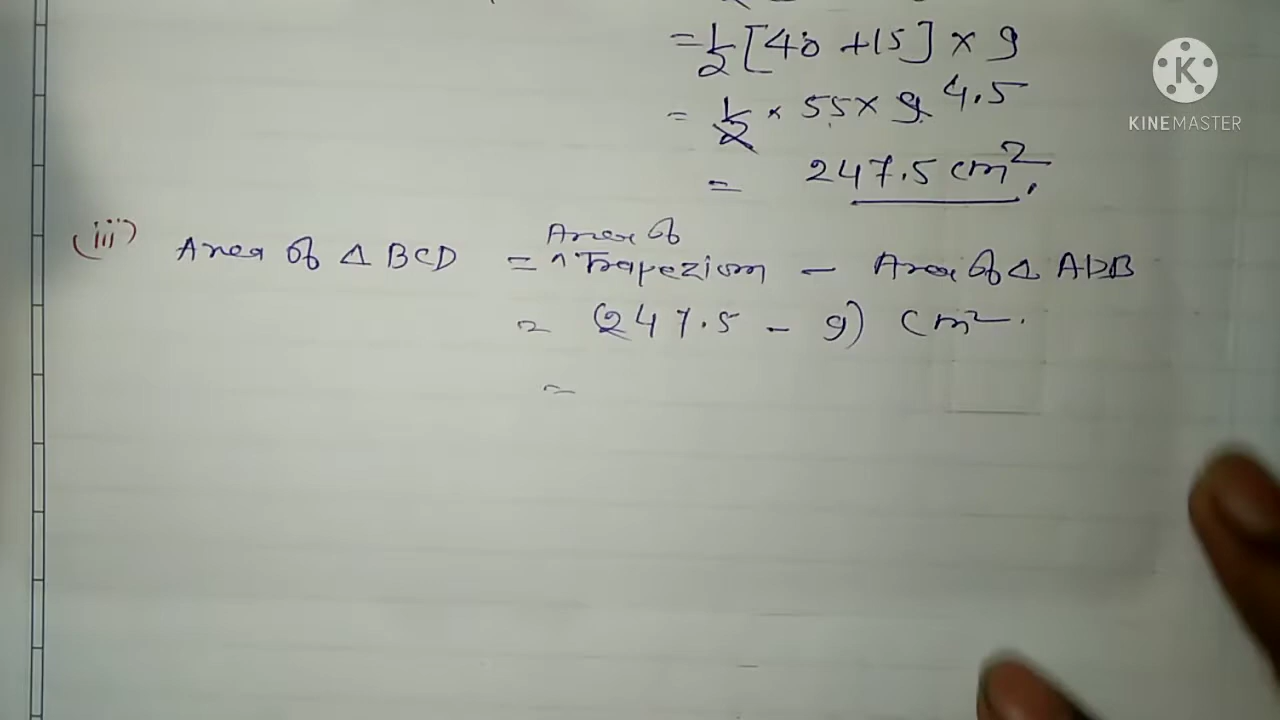 = 1/2 [40 + 15] × 9
= 1/2 × 55 × 9 4.5
= 247.5 cm².
(iii) Area of Δ BCD = ^ Area of Trapeziom - Area of Δ ADB
= (247.5 - 9) cm².
=
KINEMASTER